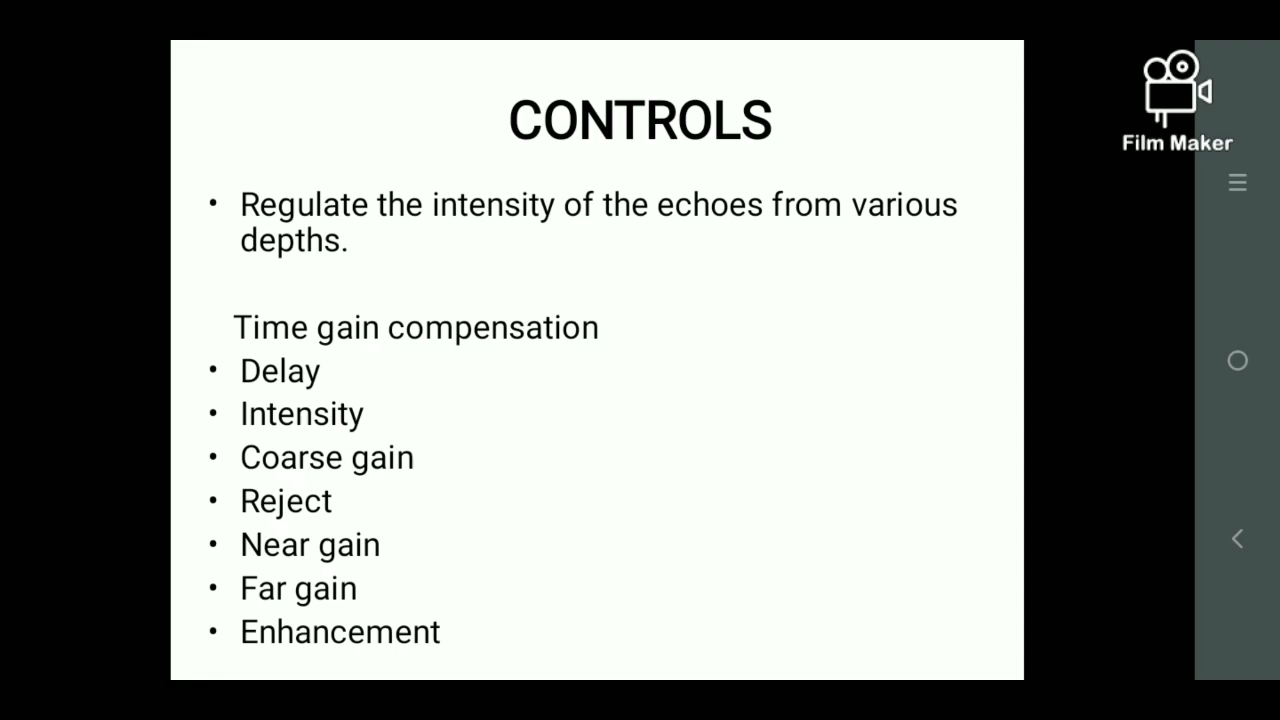 CONTROLS
Film Maker
• Regulate the intensity of the echoes from various
depths.
Time gain compensation
• Delay
• Intensity
• Coarse gain
• Reject
• Near gain
• Far gain
• Enhancement